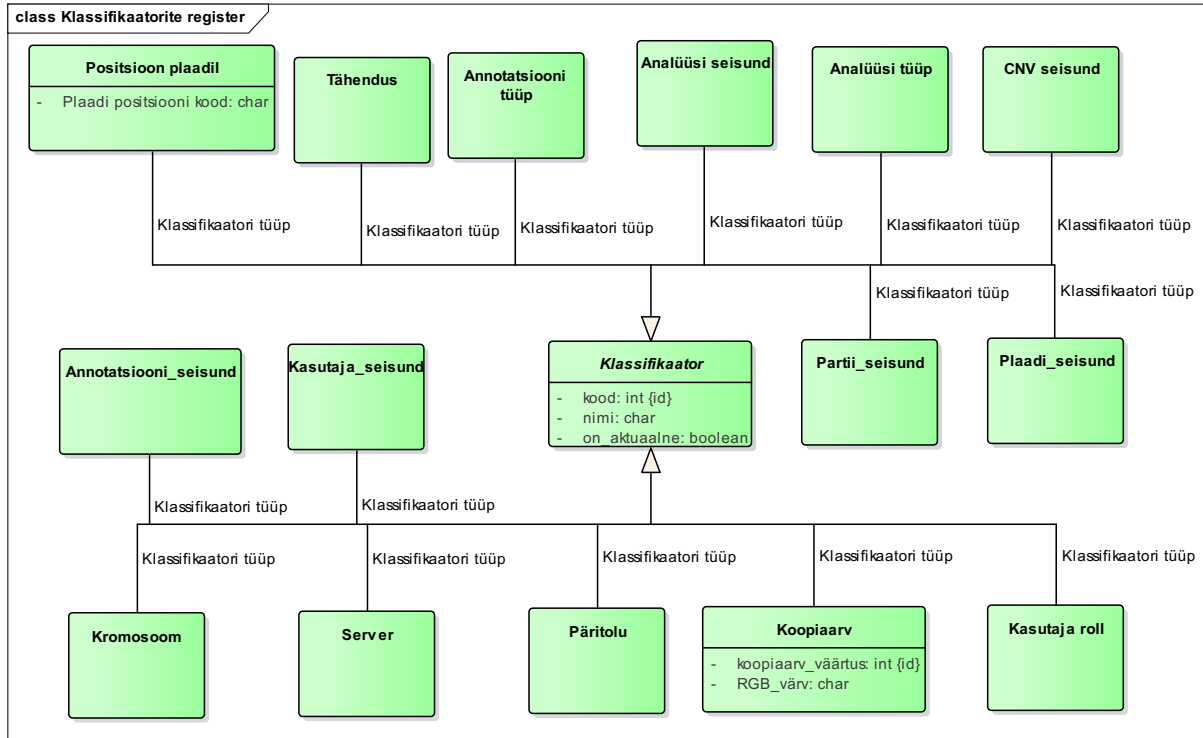 class Klassifikaatorite register
Positsioon plaadil
- Plaadi positsiooni kood: char
Tähendus
Annotatsiooni
tüüp
Analüüsi seisund
Analüüsi tüüp
CNV seisund
Klassifikaatori tüüp
Klassifikaatori tüüp
Klassifikaatori tüüp
Klassifikaatori tüüp
Klassifikaatori tüüp
Klassifikaatori tüüp
Klassifikaatori tüüp
Klassifikaatori tüüp
Annotatsiooni_seisund
Kasutaja_seisund
Klassifikaator
- kood: int {id}
- nimi: char
- on_aktuaalne: boolean
Partii_seisund
Plaadi_seisund
Klassifikaatori tüüp
Klassifikaatori tüüp
Klassifikaatori tüüp
Klassifikaatori tüüp
Klassifikaatori tüüp
Klassifikaatori tüüp
Klassifikaatori tüüp
Kromosoom
Server
Päritolu
Koopiaarv
- koopiaarv_väärtus: int {id}
- RGB_värv: char
Kasutaja roll